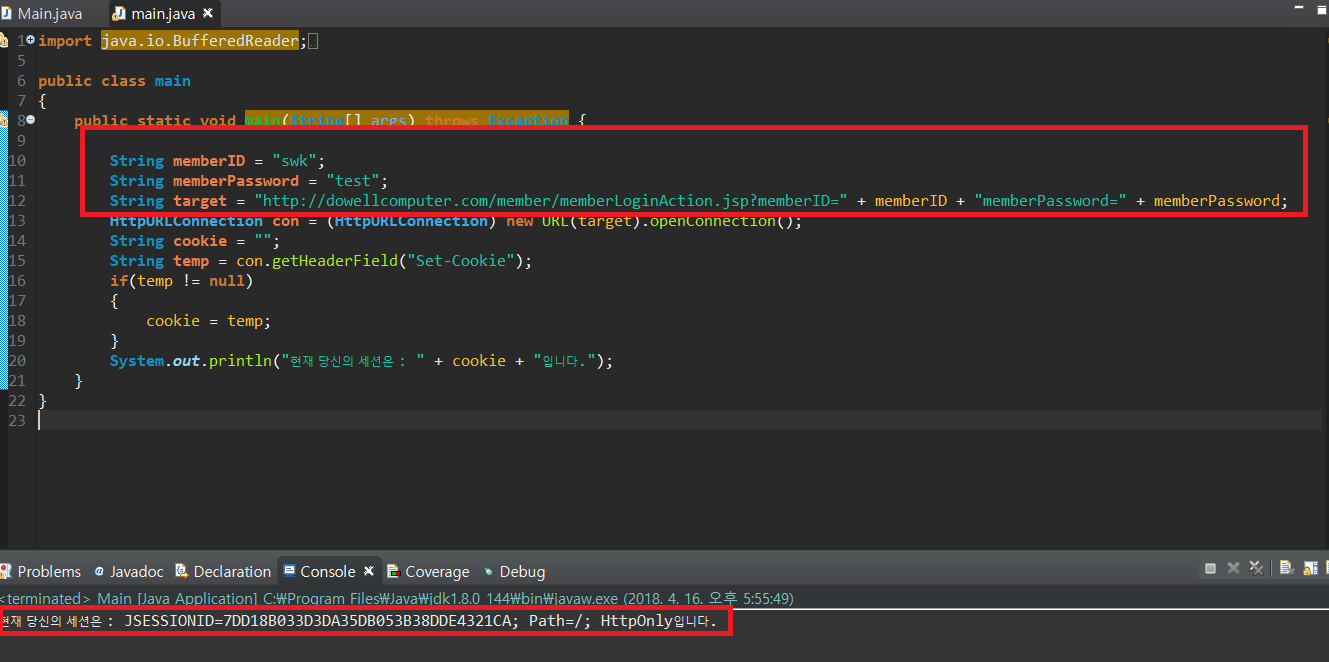 Main.java main.java
1 import java.io.BufferedReader;
5
6 public class main
7 {
8 public static void main(String[] args) throws Exception {
9
10 String memberID = "swk";
11 String memberPassword = "test";
12 String target = "http://dowellcomputer.com/member/memberLoginAction.jsp?memberID=" + memberID + "memberPassword=" + memberPassword;
13 HttpURLConnection con = (HttpURLConnection) new URL(target).openConnection();
14 String cookie = "";
15 String temp = con.getHeaderField("Set-Cookie");
16 if(temp != null)
17 {
18 cookie = temp;
19 }
20 System.out.println("현재 당신의 세션은 : " + cookie + "입니다.");
21 }
22 }
23
Problems @ Javadoc Declaration Console Coverage Debug
<terminated> Main [Java Application] C:₩Program Files₩Java₩jdk1.8.0_144₩bin₩javaw.exe (2018. 4. 16. 오후 5:55:49)
현재 당신의 세션은 : JSESSIONID=7DD18B033D3DA35DB053B38DDE4321CA; Path=/; HttpOnly입니다.